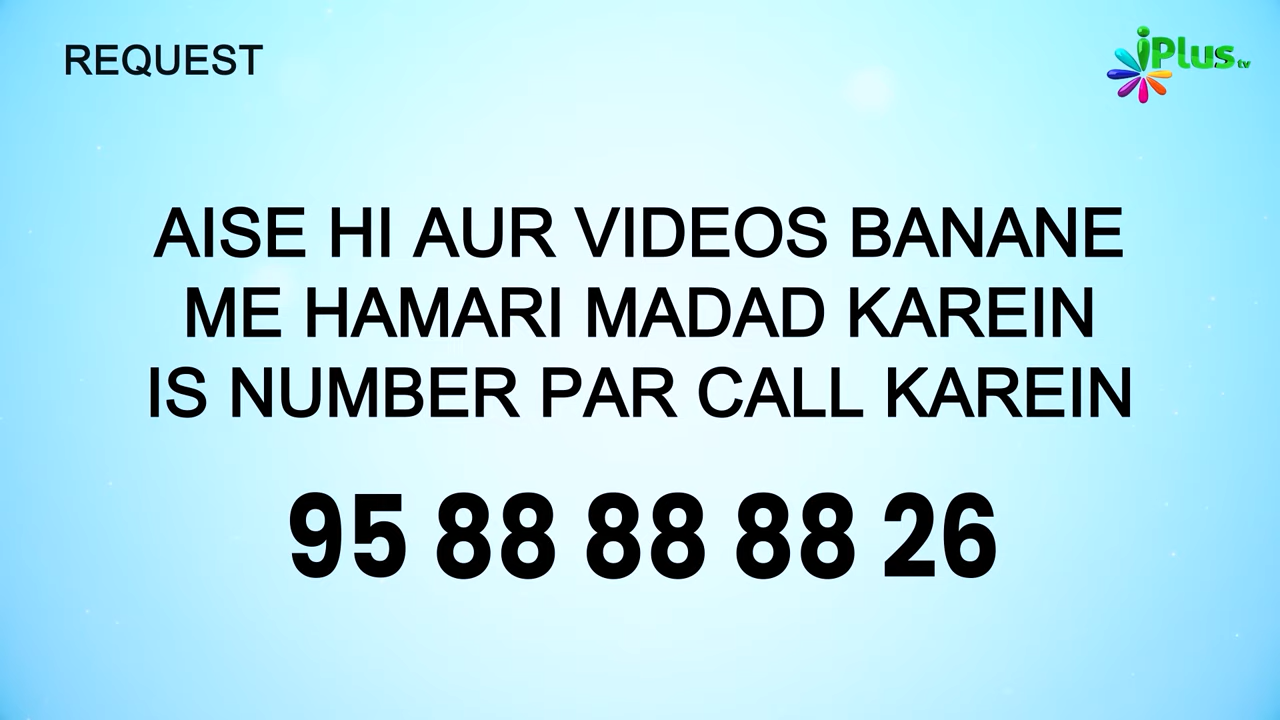 REQUEST
iPlus tv
AISE HI AUR VIDEOS BANANE
ME HAMARI MADAD KAREIN
IS NUMBER PAR CALL KAREIN
95 88 88 88 26